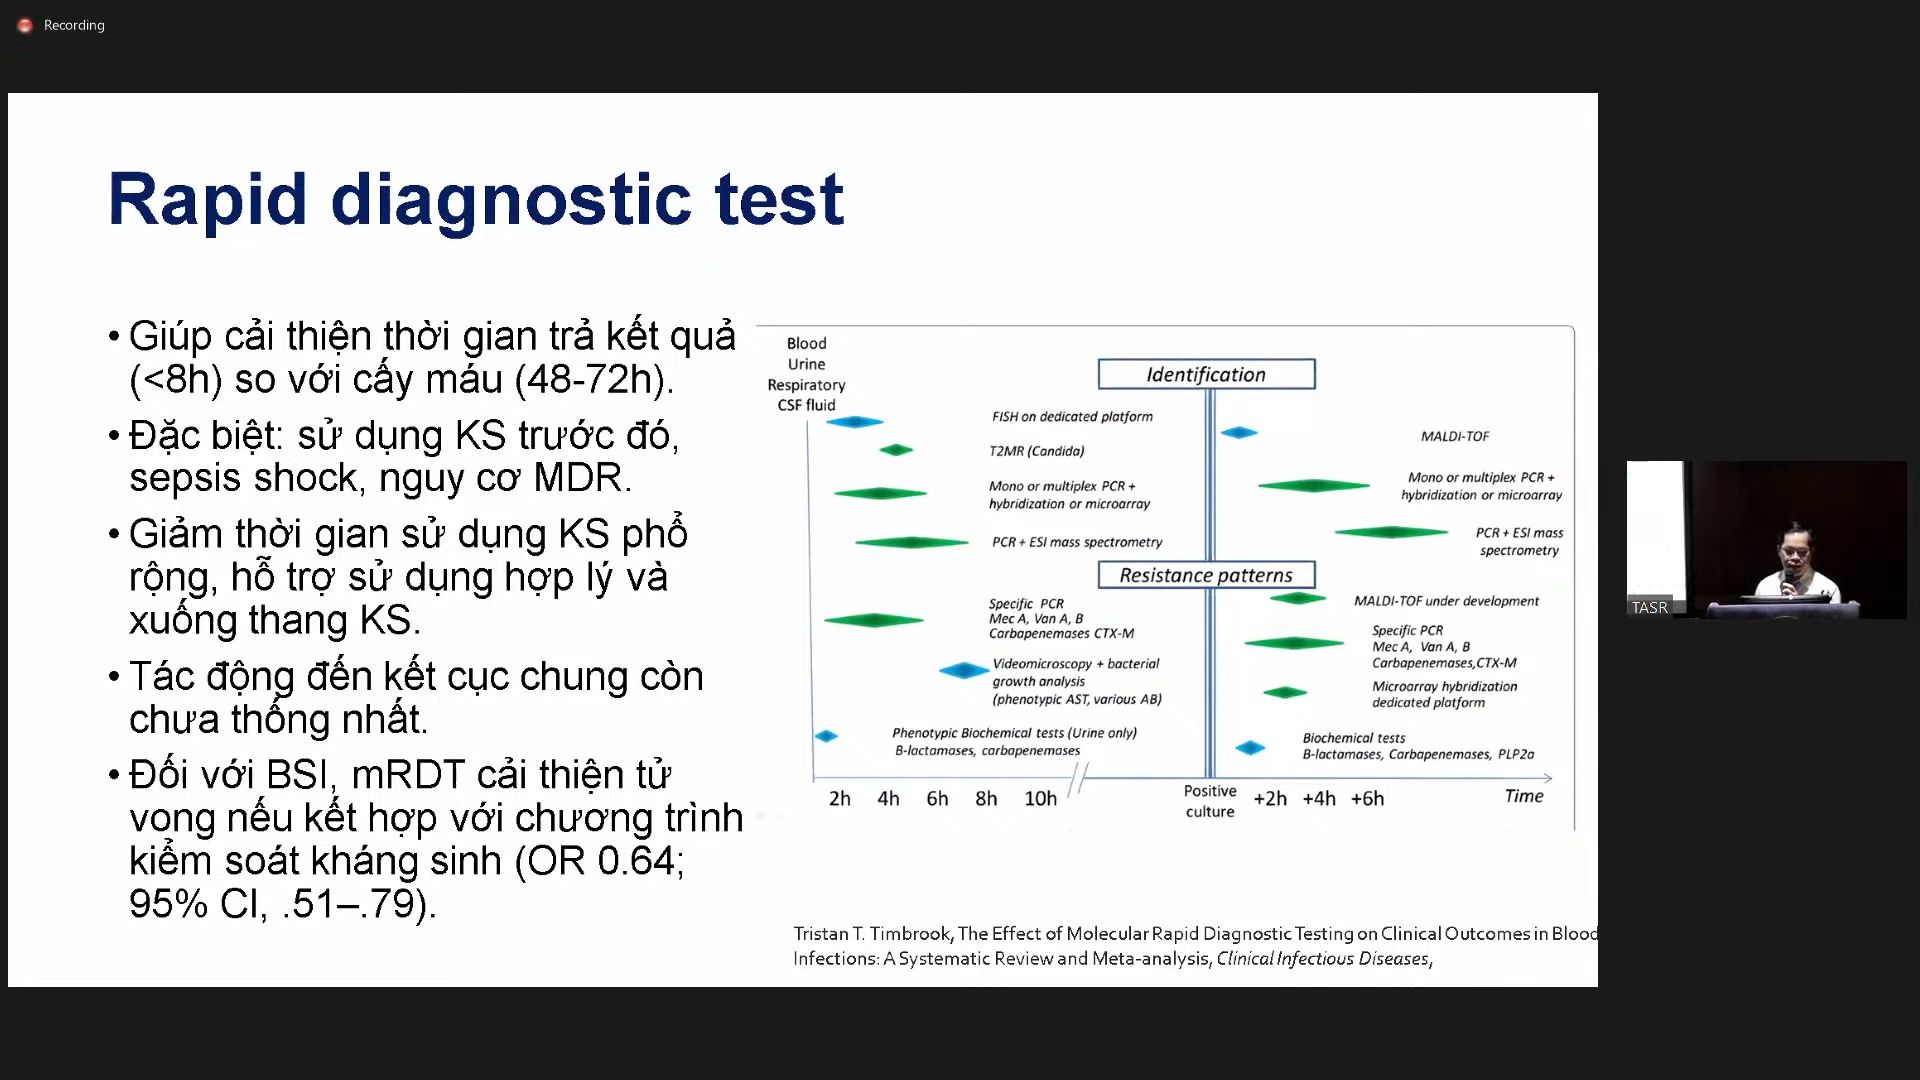 Recording
Rapid diagnostic test
• Giúp cải thiện thời gian trả kết quả
(<8h) so với cấy máu (48-72h).
• Đặc biệt: sử dụng KS trước đó,
sepsis shock, nguy cơ MDR.
• Giảm thời gian sử dụng KS phổ
rộng, hỗ trợ sử dụng hợp lý và
xuống thang KS.
• Tác động đến kết cục chung còn
chưa thống nhất.
• Đối với BSI, mRDT cải thiện tử
vong nếu kết hợp với chương trình
kiểm soát kháng sinh (OR 0.64;
95% CI, .51–.79).
Blood
Urine
Respiratory
CSF fluid
Identification
FISH on dedicated platform
T2MR (Candida)
Mono or multiplex PCR +
hybridization or microarray
PCR + ESI mass spectrometry
MALDI-TOF
Mono or multiplex PCR +
hybridization or microarray
PCR + ESI mass
spectrometry
Resistance patterns
Specific PCR
Mec A, Van A, B
Carbapenemases CTX-M
Videomicroscopy + bacterial
growth analysis
(phenotypic AST, various AB)
Phenotypic Biochemical tests (Urine only)
B-lactamases, carbapenemases
MALDI-TOF under development
Specific PCR
Mec A, Van A, B
Carbapenemases,CTX-M
Microarray hybridization
dedicated platform
Biochemical tests
B-lactamases, Carbapenemases, PLP2a
2h 4h 6h 8h 10h
Positive
culture
+2h +4h +6h
Time
Tristan T. Timbrook, The Effect of Molecular Rapid Diagnostic Testing on Clinical Outcomes in Blood
Infections: A Systematic Review and Meta-analysis, Clinical Infectious Diseases,
TASR